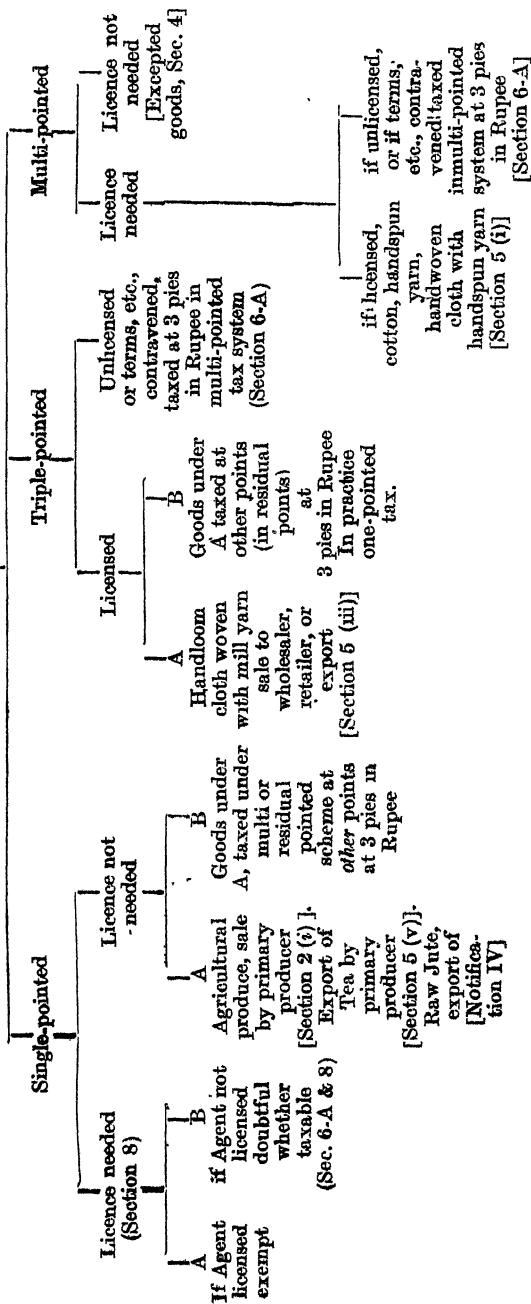 Single-pointed
Licence needed
(Section 8)
A
If Agent
licensed
exempt
B
if Agent not
licensed
doubtful
whether
taxable
(Sec. 6-A & 8)
Licence not
needed
A
Agricultural
produce, sale
by primary
producer
[Section 2 (i)].
Export of
Tea by
primary
producer
[Section 5 (v)].
Raw Jute,
export of
[Notifica-
tion IV]
B
Goods under
A, taxed under
multi or
residual
pointed
scheme at
other points
at 3 pies in
Rupee
Triple-pointed
Licensed
A
Handloom
cloth woven
with mill yarn
sale to
wholesaler,
retailer, or
export
[Section 5 (iii)]
B
Goods under
A taxed at
other points
(in residual
points)
at
3 pies in Rupee
In practice
one-pointed
tax.
Unlicensed
or terms, etc.,
contravened,
taxed at 3 pies
in Rupee in
multi-pointed
tax system
(Section 6-A)
Multi-pointed
Licence
needed
if licensed,
cotton, handspun
yarn,
handwoven
cloth with
handspun yarn
[Section 5 (i)]
if unlicensed,
or if terms,
etc., contra-
vened taxed
inmulti-pointed
system at 3 pies
in Rupee
[Section 6-A]
Licence not
needed
[Excepted
goods, Sec. 4]